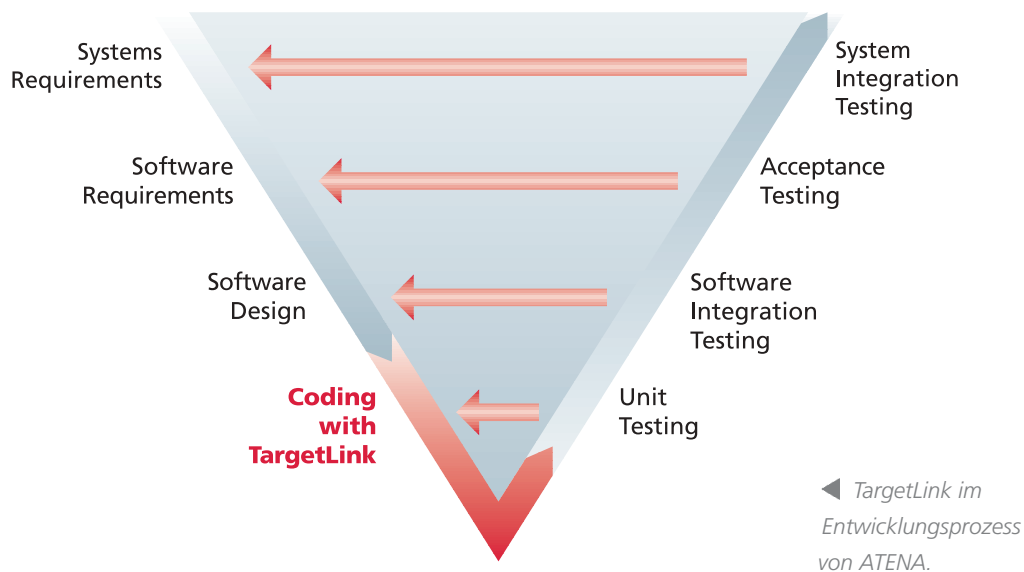 Systems
Requirements
System
Integration
Testing
Software
Requirements
Acceptance
Testing
Software
Design
Software
Integration
Testing
Coding
with
TargetLink
Unit
Testing
TargetLink im
Entwicklungsprozess
von ATENA.